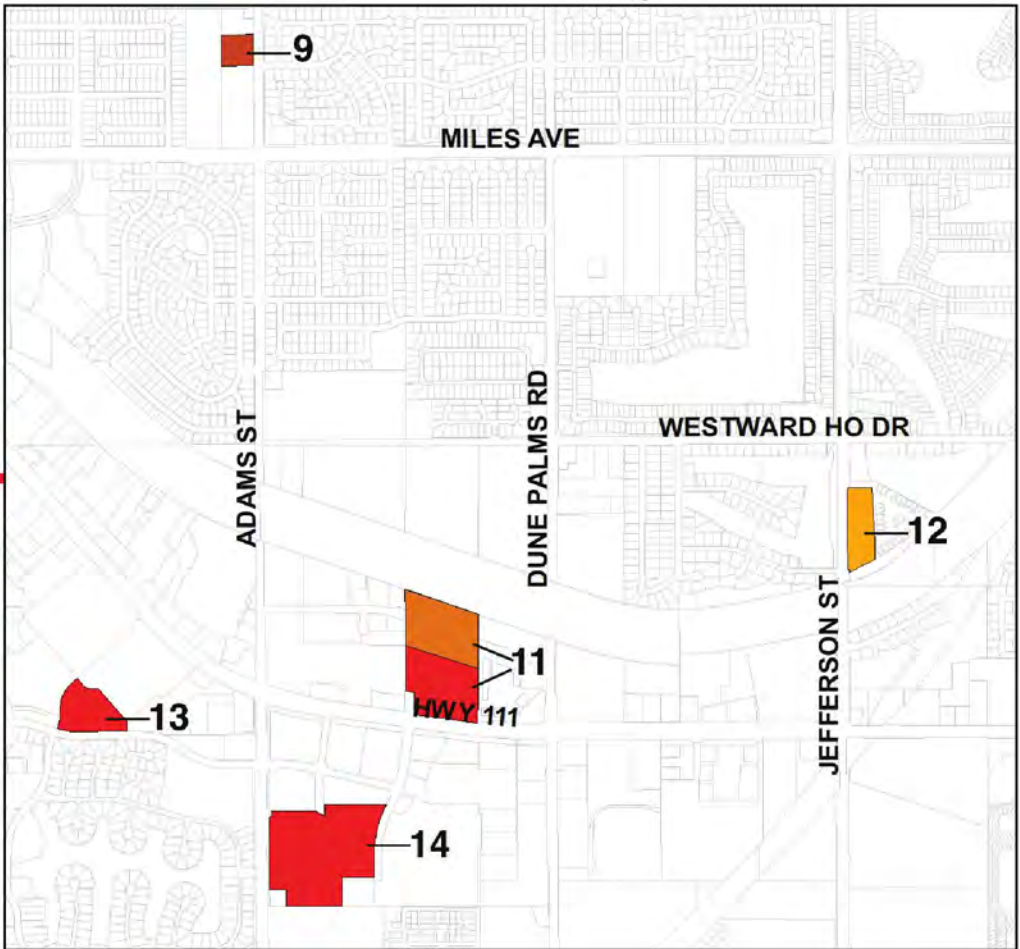 9
MILES AVE
WESTWARD HO DR
DUNE PALMS RD
ADAMS ST
12
JEFFERSON ST
11
HWY 111
13
14